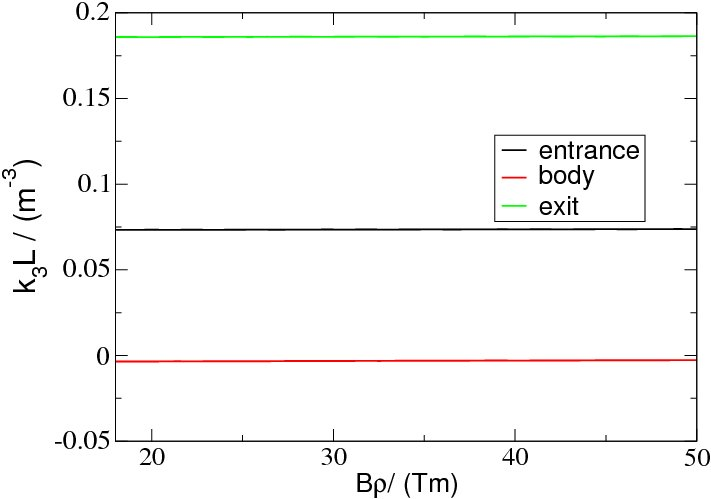 0.2
0.15
0.1
0.05
0
-0.05
k3L / (m-3)
entrance
body
exit
20
30
40
50
Bρ/ (Tm)